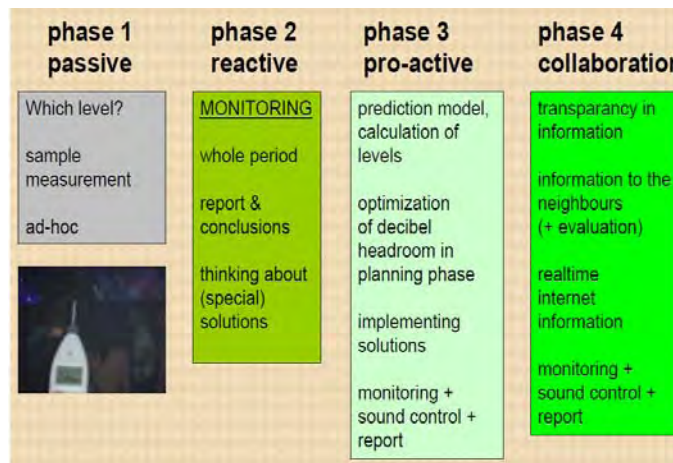 phase 1
passive
Which level?
sample
measurement
ad-hoc
phase 2
reactive
MONITORING
whole period
report &
conclusions
thinking about
(special)
solutions
phase 3
pro-active
prediction model,
calculation of
levels
optimization
of decibel
headroom in
planning phase
implementing
solutions
monitoring +
sound control +
report
phase 4
collaboration
transparancy in
information
information to the
neighbours
(+ evaluation)
realtime
internet
information
monitoring +
sound control +
report